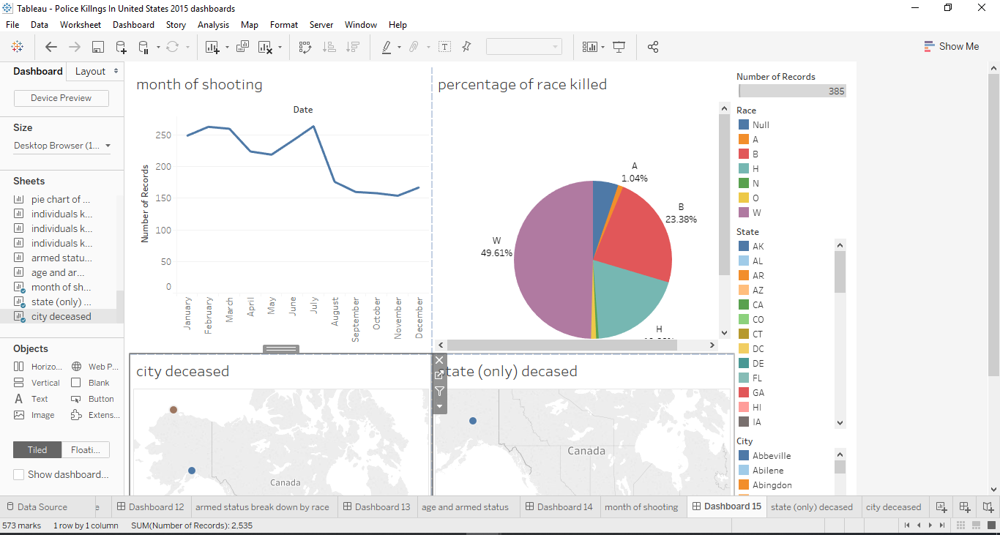 Tableau - Police Killngs In United States 2015 dashboards
File Data Worksheet Dashboard Story Analysis Map Format Server Window Help
Show Me
Dashboard Layout
Device Preview
Size
Desktop Browser (1...
Sheets
pie chart of ...
individuals k...
individuals k...
individuals k...
armed statu...
age and ar...
month of sh...
state (only) ...
city deceased
Objects
Horizo... Web P...
Vertical Blank
Text Button
Image Extens...
Tiled Floati...
Show dashboard...
month of shooting
Date
Number of Records
250
200
150
100
50
0
January
February
March
April
May
June
July
August
September
October
November
December
percentage of race killed
A
1.04%
B
23.38%
W
49.61%
H
Number of Records
385
Race
Null
A
B
H
N
O
W
State
AK
AL
AR
AZ
CA
CO
CT
DC
DE
FL
GA
HI
IA
City
Abbeville
Abilene
Abingdon
city deceased
Canada
state (only) decased
Canada
Data Source e Dashboard 12 armed status break down by race Dashboard 13 age and armed status Dashboard 14 month of shooting Dashboard 15 state (only) decased city deceased
573 marks 1 row by 1 column SUM(Number of Records): 2,535